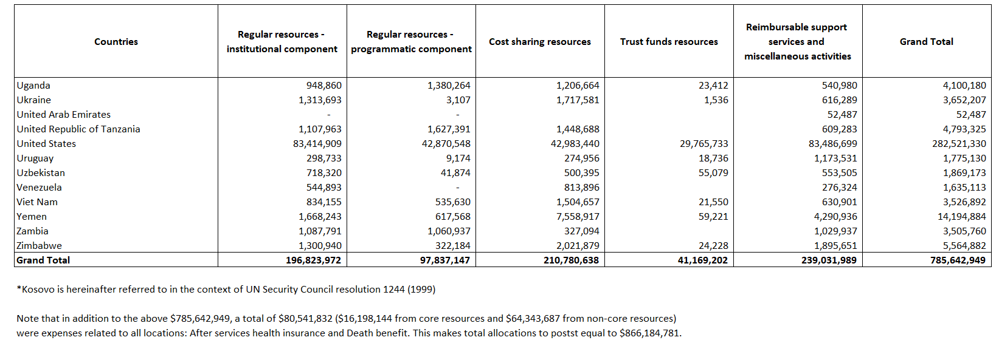 Countries Regular resources - institutional component Regular resources - programmatic component Cost sharing resources Trust funds resources Reimbursable support services and miscellaneous activities Grand Total
Uganda 948,860 1,380,264 1,206,664 23,412 540,980 4,100,180
Ukraine 1,313,693 3,107 1,717,581 1,536 616,289 3,652,207
United Arab Emirates - - 52,487 52,487
United Republic of Tanzania 1,107,963 1,627,391 1,448,688 609,283 4,793,325
United States 83,414,909 42,870,548 42,983,440 29,765,733 83,486,699 282,521,330
Uruguay 298,733 9,174 274,956 18,736 1,173,531 1,775,130
Uzbekistan 718,320 41,874 500,395 55,079 553,505 1,869,173
Venezuela 544,893 - 813,896 276,324 1,635,113
Viet Nam 834,155 535,630 1,504,657 21,550 630,901 3,526,892
Yemen 1,668,243 617,568 7,558,917 59,221 4,290,936 14,194,884
Zambia 1,087,791 1,060,937 327,094 1,029,937 3,505,760
Zimbabwe 1,300,940 322,184 2,021,879 24,228 1,895,651 5,564,882
Grand Total 196,823,972 97,837,147 210,780,638 41,169,202 239,031,989 785,642,949
*Kosovo is hereinafter referred to in the context of UN Security Council resolution 1244 (1999)
Note that in addition to the above $785,642,949, a total of $80,541,832 ($16,198,144 from core resources and $64,343,687 from non-core resources)
were expenses related to all locations: After services health insurance and Death benefit. This makes total allocations to postst equal to $866,184,781.